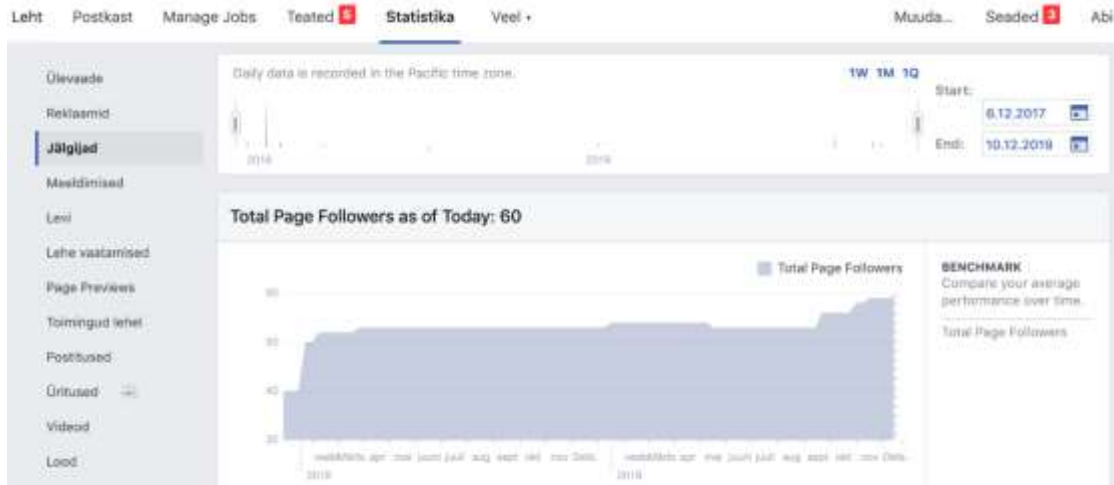 Leht Postkast Manage Jobs Teated 5 Statistika Veel Muuda... Seaded 3 Abi
Ülevaade
Reklaamid
Jälgijad
Meeldimised
Levi
Lehe vaatamised
Page Previews
Toimingud lehel
Postitused
Üritused
Videod
Lood
Daily data is recorded in the Pacific time zone.
1W 1M 1Q
Start:
6.12.2017
End:
10.12.2019
Total Page Followers as of Today: 60
Total Page Followers
BENCHMARK
Compare your average
performance over time.
Total Page Followers
apr mai juuni juuli aug sept okt nov Dets.
apr mai juuni juuli aug sept okt nov Dets.